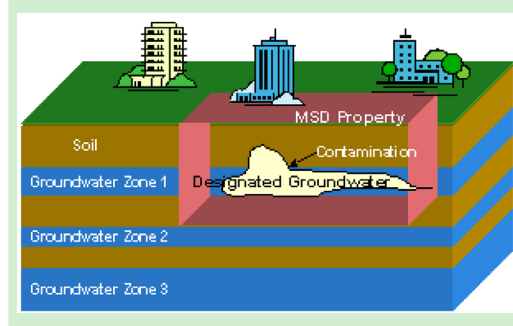 MSD Property
Soil
Contamination
Groundwater Zone 1
Designated Groundwater
Groundwater Zone 2
Groundwater Zone 3